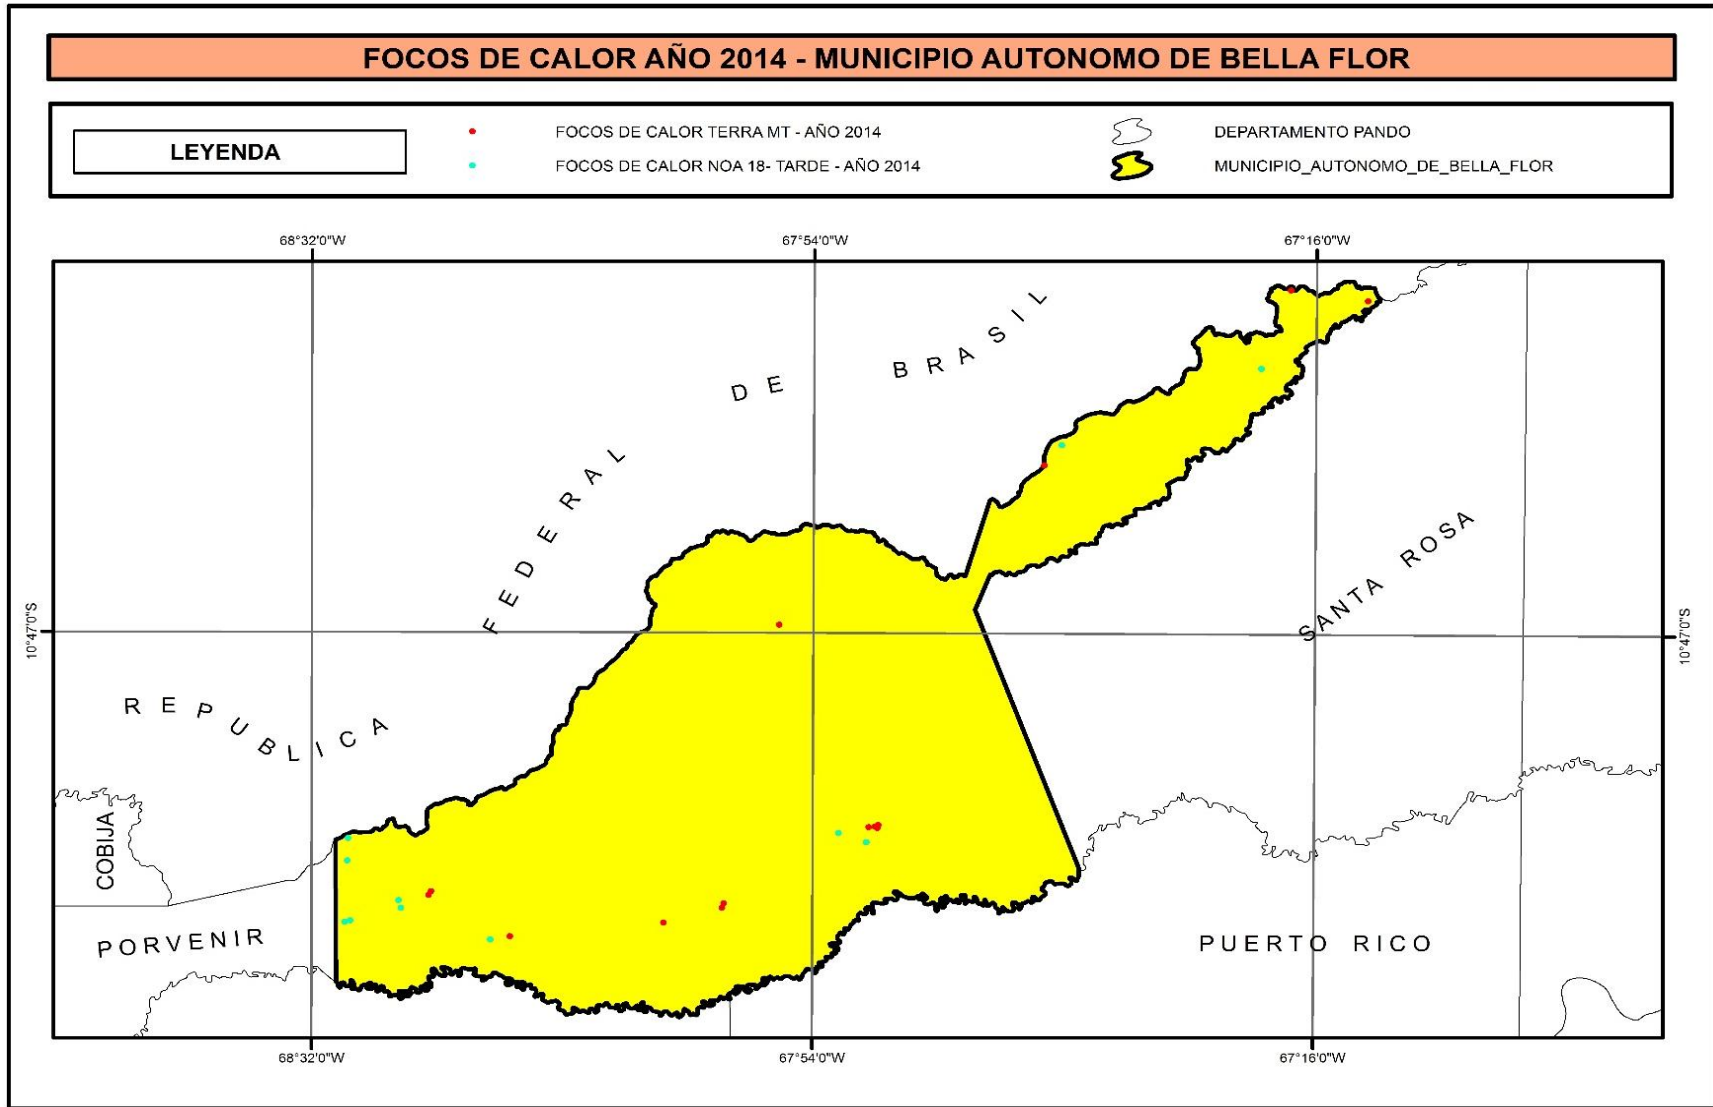 FOCOS DE CALOR AÑO 2014 - MUNICIPIO AUTONOMO DE BELLA FLOR
LEYENDA
FOCOS DE CALOR TERRA MT - AÑO 2014
FOCOS DE CALOR NOA 18- TARDE - AÑO 2014
DEPARTAMENTO PANDO
MUNICIPIO_AUTONOMO_DE_BELLA_FLOR
68°32'0"W
67°54'0"W
67°16'0"W
REPUBLICA
FEDERAL
DE
BRASIL
10°47'0"S
10°47'0"S
SANTA ROSA
COBIJA
PORVENIR
PUERTO RICO
68°32'0"W
67°54'0"W
67°16'0"W